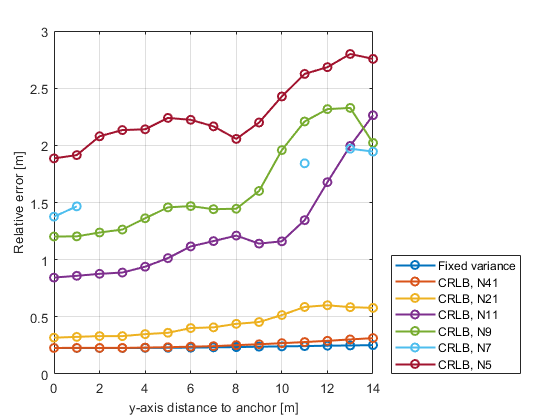 3
2.5
2
1.5
1
0.5
0
Relative error [m]
0 2 4 6 8 10 12 14
y-axis distance to anchor [m]
Fixed variance
CRLB, N41
CRLB, N21
CRLB, N11
CRLB, N9
CRLB, N7
CRLB, N5